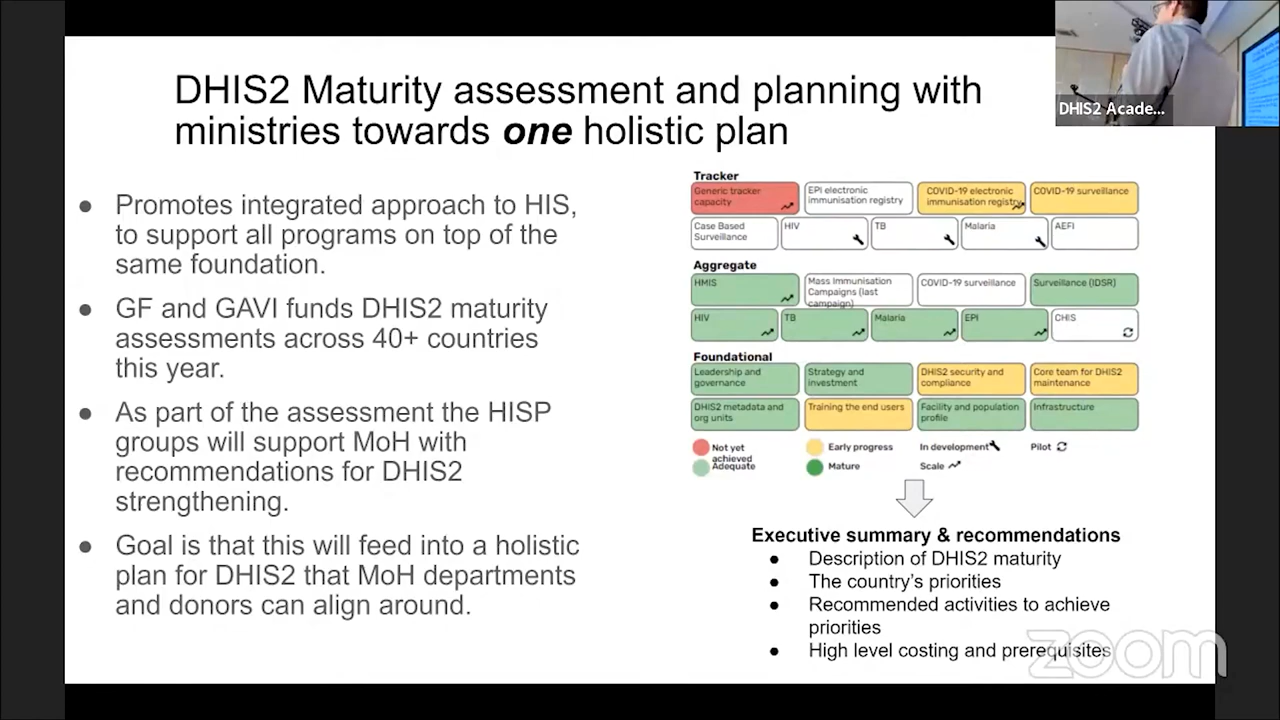 DHIS2 Maturity assessment and planning with
ministries towards one holistic plan
DHIS2 Acade...
● Promotes integrated approach to HIS,
to support all programs on top of the
same foundation.
● GF and GAVI funds DHIS2 maturity
assessments across 40+ countries
this year.
● As part of the assessment the HISP
groups will support MoH with
recommendations for DHIS2
strengthening.
● Goal is that this will feed into a holistic
plan for DHIS2 that MoH departments
and donors can align around.
Tracker
Generic tracker
capacity
EPI electronic
immunisation registry
COVID-19 electronic
immunisation registry
COVID-19 surveillance
Case Based
Surveillance
HIV
TB
Malaria
AEFI
Aggregate
HMIS
Mass Immunisation
Campaigns (last
campaign)
COVID-19 surveillance
Surveillance (IDSR)
HIV
TB
Malaria
EPI
CHIS
Foundational
Leadership and
governance
Strategy and
investment
DHIS2 security and
compliance
Core team for DHIS2
maintenance
DHIS2 metadata and
org units
Training the end users
Facility and population
profile
Infrastructure
Not yet
achieved
Early progress
In development
Pilot
Adequate
Mature
Scale
Executive summary & recommendations
● Description of DHIS2 maturity
● The country's priorities
● Recommended activities to achieve
priorities
● High level costing and prerequisites
zoom